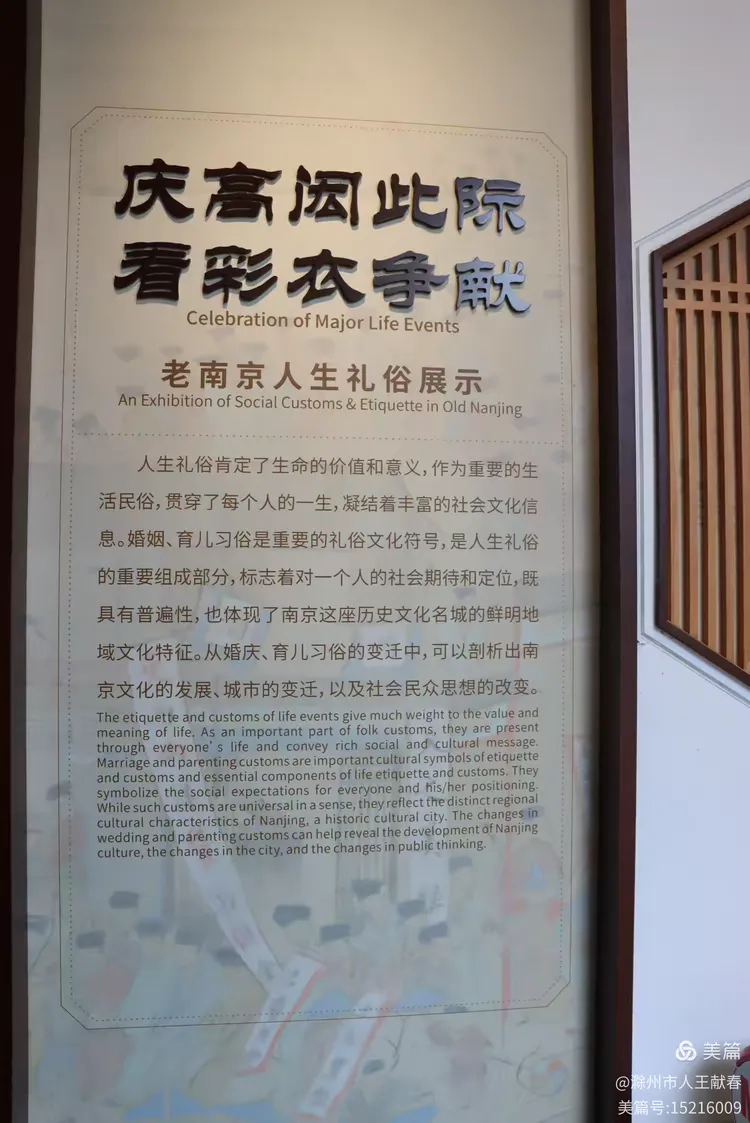 庆高闳此际
看彩衣争献
Celebration of Major Life Events
老南京人生礼俗展示
An Exhibition of Social Customs & Etiquette in Old Nanjing
人生礼俗肯定了生命的价值和意义，作为重要的生
活民俗，贯穿了每个人的一生，凝结着丰富的社会文化信
息。婚姻、育儿习俗是重要的礼俗文化符号，是人生礼俗
的重要组成部分，标志着对一个人的社会期待和定位，既
具有普遍性，也体现了南京这座历史文化名城的鲜明地
域文化特征。从婚庆、育儿习俗的变迁中，可以剖析出南
京文化的发展、城市的变迁，以及社会民众思想的改变。
The etiquette and customs of life events give much weight to the value and
meaning of life. As an important part of folk customs, they are present
through everyone's life and convey rich social and cultural message.
Marriage and parenting customs are important cultural symbols of etiquette
and customs and essential components of life etiquette and customs. They
symbolize the social expectations for everyone and his/her positioning.
While such customs are universal in a sense, they reflect the distinct regional
cultural characteristics of Nanjing, a historic cultural city. The changes in
wedding and parenting customs can help reveal the development of Nanjing
culture, the changes in the city, and the changes in public thinking.
美篇
@滁州市人王献春
美篇号:15216009